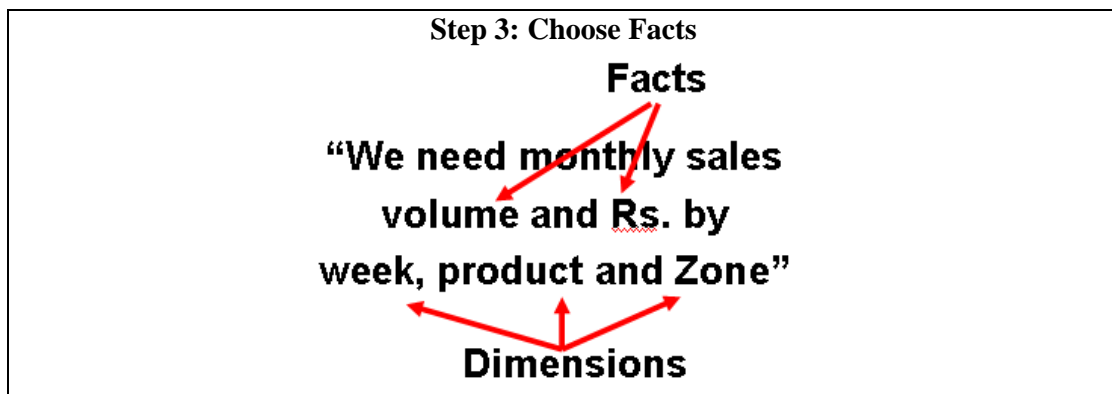 Step 3: Choose Facts
Facts
“We need monthly sales
volume and Rs. by
week, product and Zone”
Dimensions